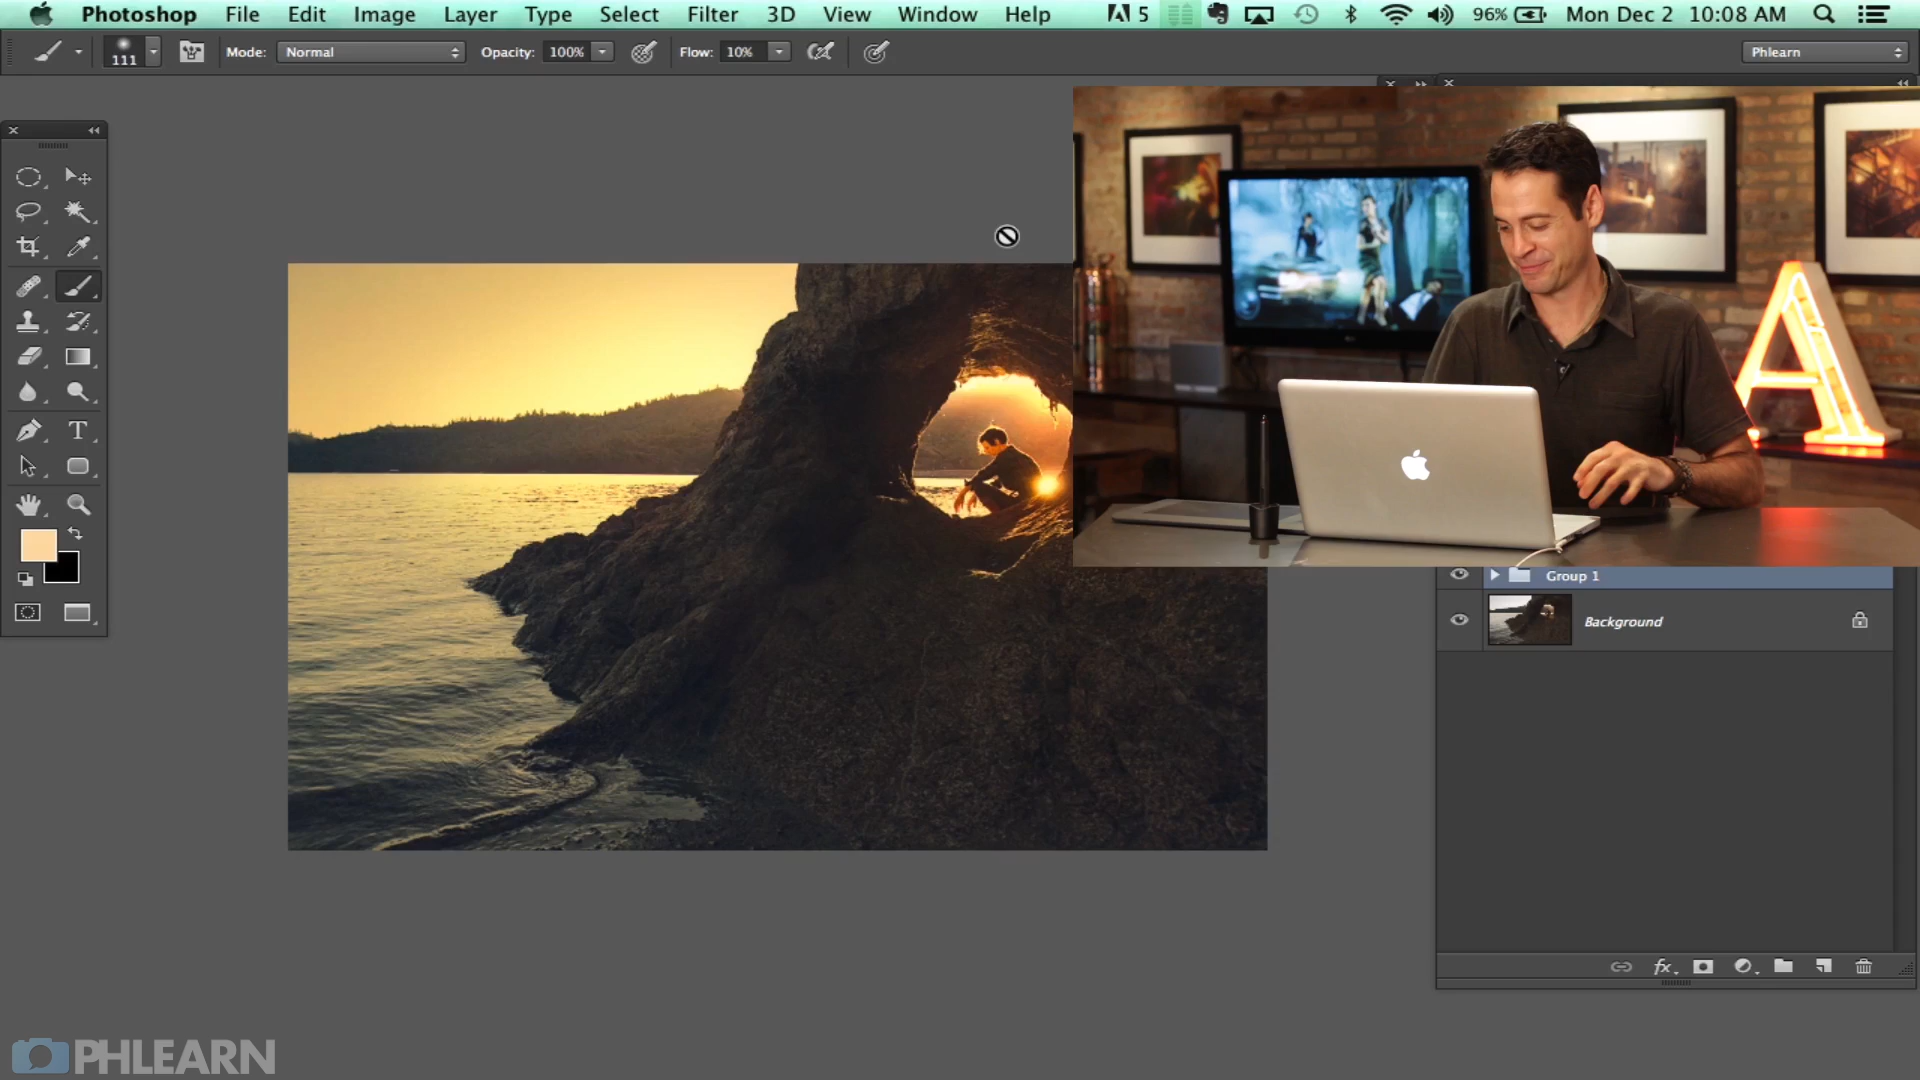 Photoshop File Edit Image Layer Type Select Filter 3D View Window Help 5 96% Mon Dec 2 10:08 AM
111 Mode: Normal Opacity: 100% Flow: 10% Phlearn
A
Group 1
Background
fx
PHLEARN